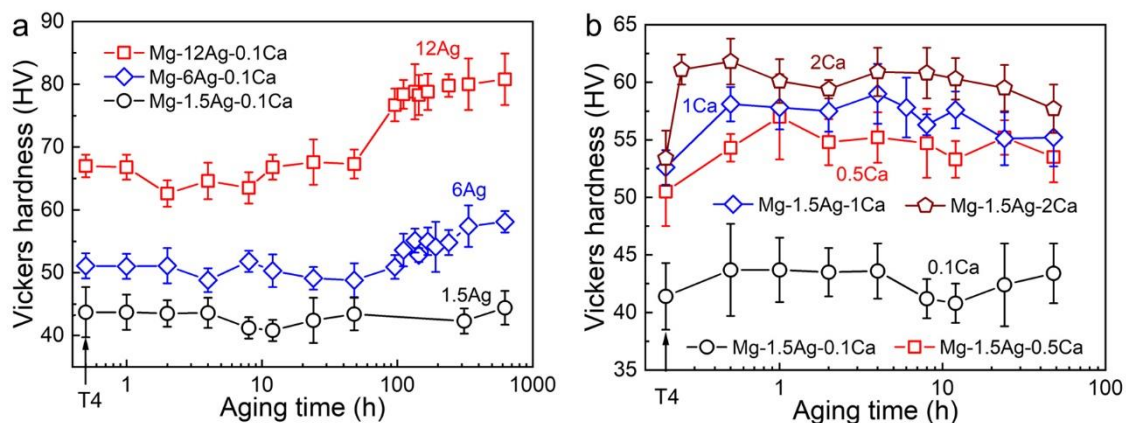 a
Vickers hardness (HV)
90
80
70
60
50
40
Mg-12Ag-0.1Ca
Mg-6Ag-0.1Ca
Mg-1.5Ag-0.1Ca
12Ag
6Ag
1.5Ag
T4
1 10 100 1000
Aging time (h)
b
Vickers hardness (HV)
65
60
55
50
45
40
35
2Ca
1Ca
0.5Ca
Mg-1.5Ag-1Ca Mg-1.5Ag-2Ca
0.1Ca
Mg-1.5Ag-0.1Ca Mg-1.5Ag-0.5Ca
T4
1 10 100
Aging time (h)